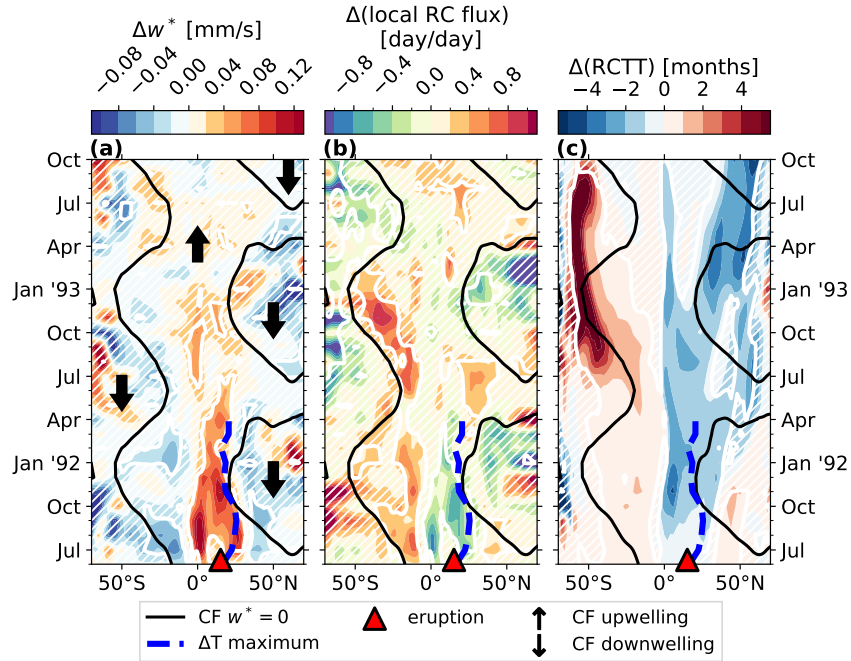 Δw* [mm/s]
−0.08
−0.04
0.00
0.04
0.08
0.12
Δ(local RC flux)
[day/day]
−0.8
−0.4
0.0
0.4
0.8
Δ(RCTT) [months]
−4 −2 0 2 4
(a)
(b)
(c)
Oct
Jul
Apr
Jan '93
Oct
Jul
Apr
Jan '92
Oct
Jul
Oct
Jul
Apr
Jan '93
Oct
Jul
Apr
Jan '92
Oct
Jul
50°S 0° 50°N
50°S 0° 50°N
50°S 0° 50°N
CF w* = 0
ΔT maximum
eruption
CF upwelling
CF downwelling